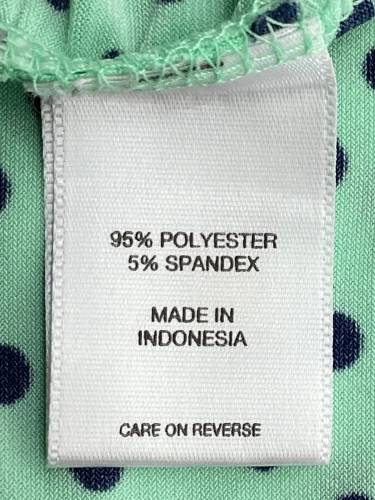 95% POLYESTER
5% SPANDEX
MADE IN
INDONESIA
CARE ON REVERSE